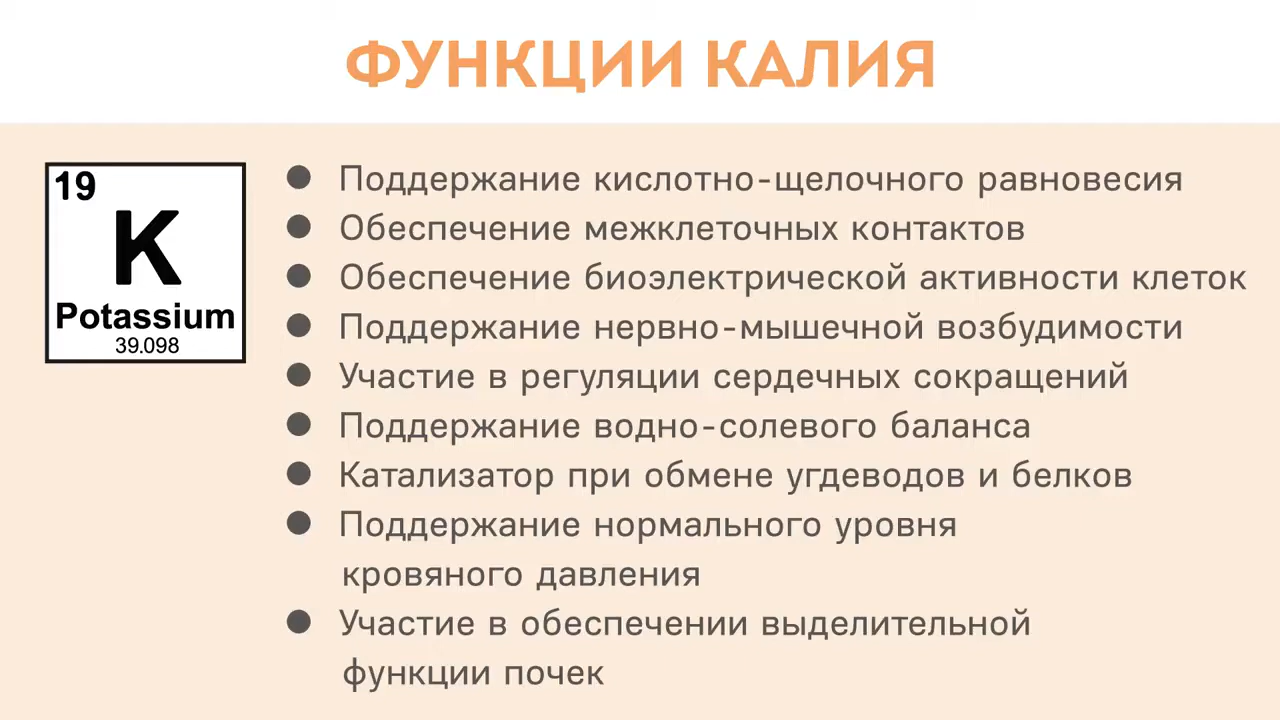 ФУНКЦИИ КАЛИЯ
19
K
Potassium
39.098
● Поддержание кислотно-щелочного равновесия
● Обеспечение межклеточных контактов
● Обеспечение биоэлектрической активности клеток
● Поддержание нервно-мышечной возбудимости
● Участие в регуляции сердечных сокращений
● Поддержание водно-солевого баланса
● Катализатор при обмене угдеводов и белков
● Поддержание нормального уровня
кровяного давления
● Участие в обеспечении выделительной
функции почек